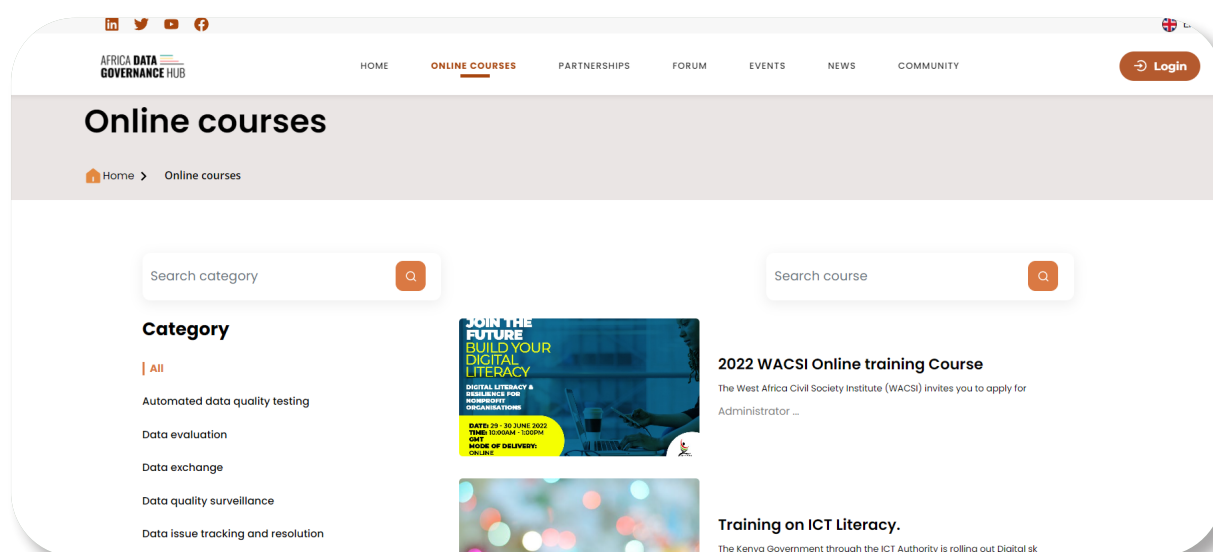 AFRICA DATA
GOVERNANCE HUB
HOME
ONLINE COURSES
PARTNERSHIPS
FORUM
EVENTS
NEWS
COMMUNITY
Login
Online courses
Home
Online courses
Search category
Search course
Category
All
Automated data quality testing
Data evaluation
Data exchange
Data quality surveillance
Data issue tracking and resolution
JOIN THE
FUTURE
BUILD YOUR
DIGITAL
LITERACY
DIGITAL LITERACY &
RESILIENCE FOR
NONPROFIT
ORGANISATIONS
DATE: 29 - 30 JUNE 2022
TIME: 10:00AM - 1:00PM
GMT
MODE OF DELIVERY:
ONLINE
2022 WACSI Online training Course
The West Africa Civil Society Institute (WACSI) invites you to apply for
Administrator ...
Training on ICT Literacy.
The Kenya Government through the ICT Authority is rolling out Digital sk